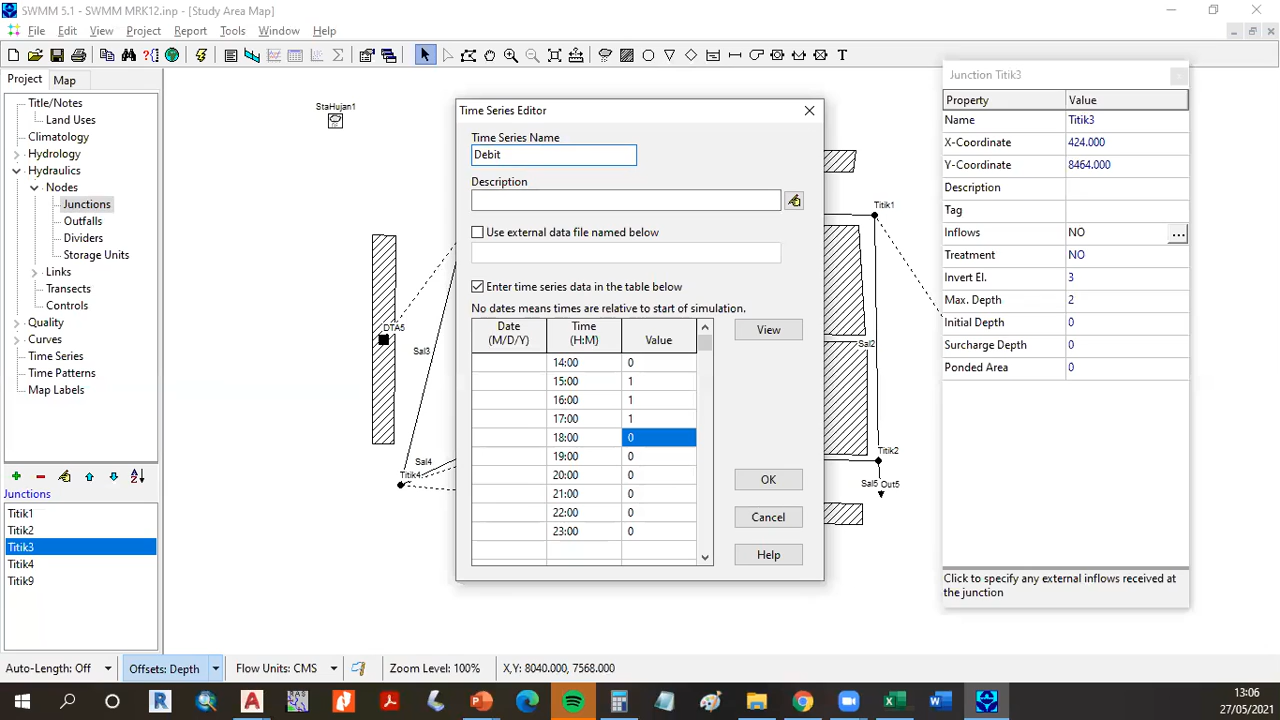 SWMM 5.1 - SWMM MRK12.inp - [Study Area Map]
File Edit View Project Report Tools Window Help
Project Map
Title/Notes
Land Uses
Climatology
Hydrology
Hydraulics
Nodes
Junctions
Outfalls
Dividers
Storage Units
Links
Transects
Controls
Quality
Curves
Time Series
Time Patterns
Map Labels
Junctions
Titik1
Titik2
Titik3
Titik4
Titik9
StaHujan1
DTA5
Sal3
Sal4
Titik4
Time Series Editor
Time Series Name
Debit
Description
Use external data file named below
Enter time series data in the table below
No dates means times are relative to start of simulation.
Date (M/D/Y) Time (H:M) Value
14:00 0
15:00 1
16:00 1
17:00 1
18:00 0
19:00 0
20:00 0
21:00 0
22:00 0
23:00 0
View
OK
Cancel
Help
Titik1
Sal2
Titik2
Sal5 Out5
Junction Titik3
Property Value
Name Titik3
X-Coordinate 424.000
Y-Coordinate 8464.000
Description
Tag
Inflows NO ...
Treatment NO
Invert El. 3
Max. Depth 2
Initial Depth 0
Surcharge Depth 0
Ponded Area 0
Click to specify any external inflows received at
the junction
Auto-Length: Off Offsets: Depth Flow Units: CMS Zoom Level: 100% X,Y: 8040.000, 7568.000
13:06
27/05/2021